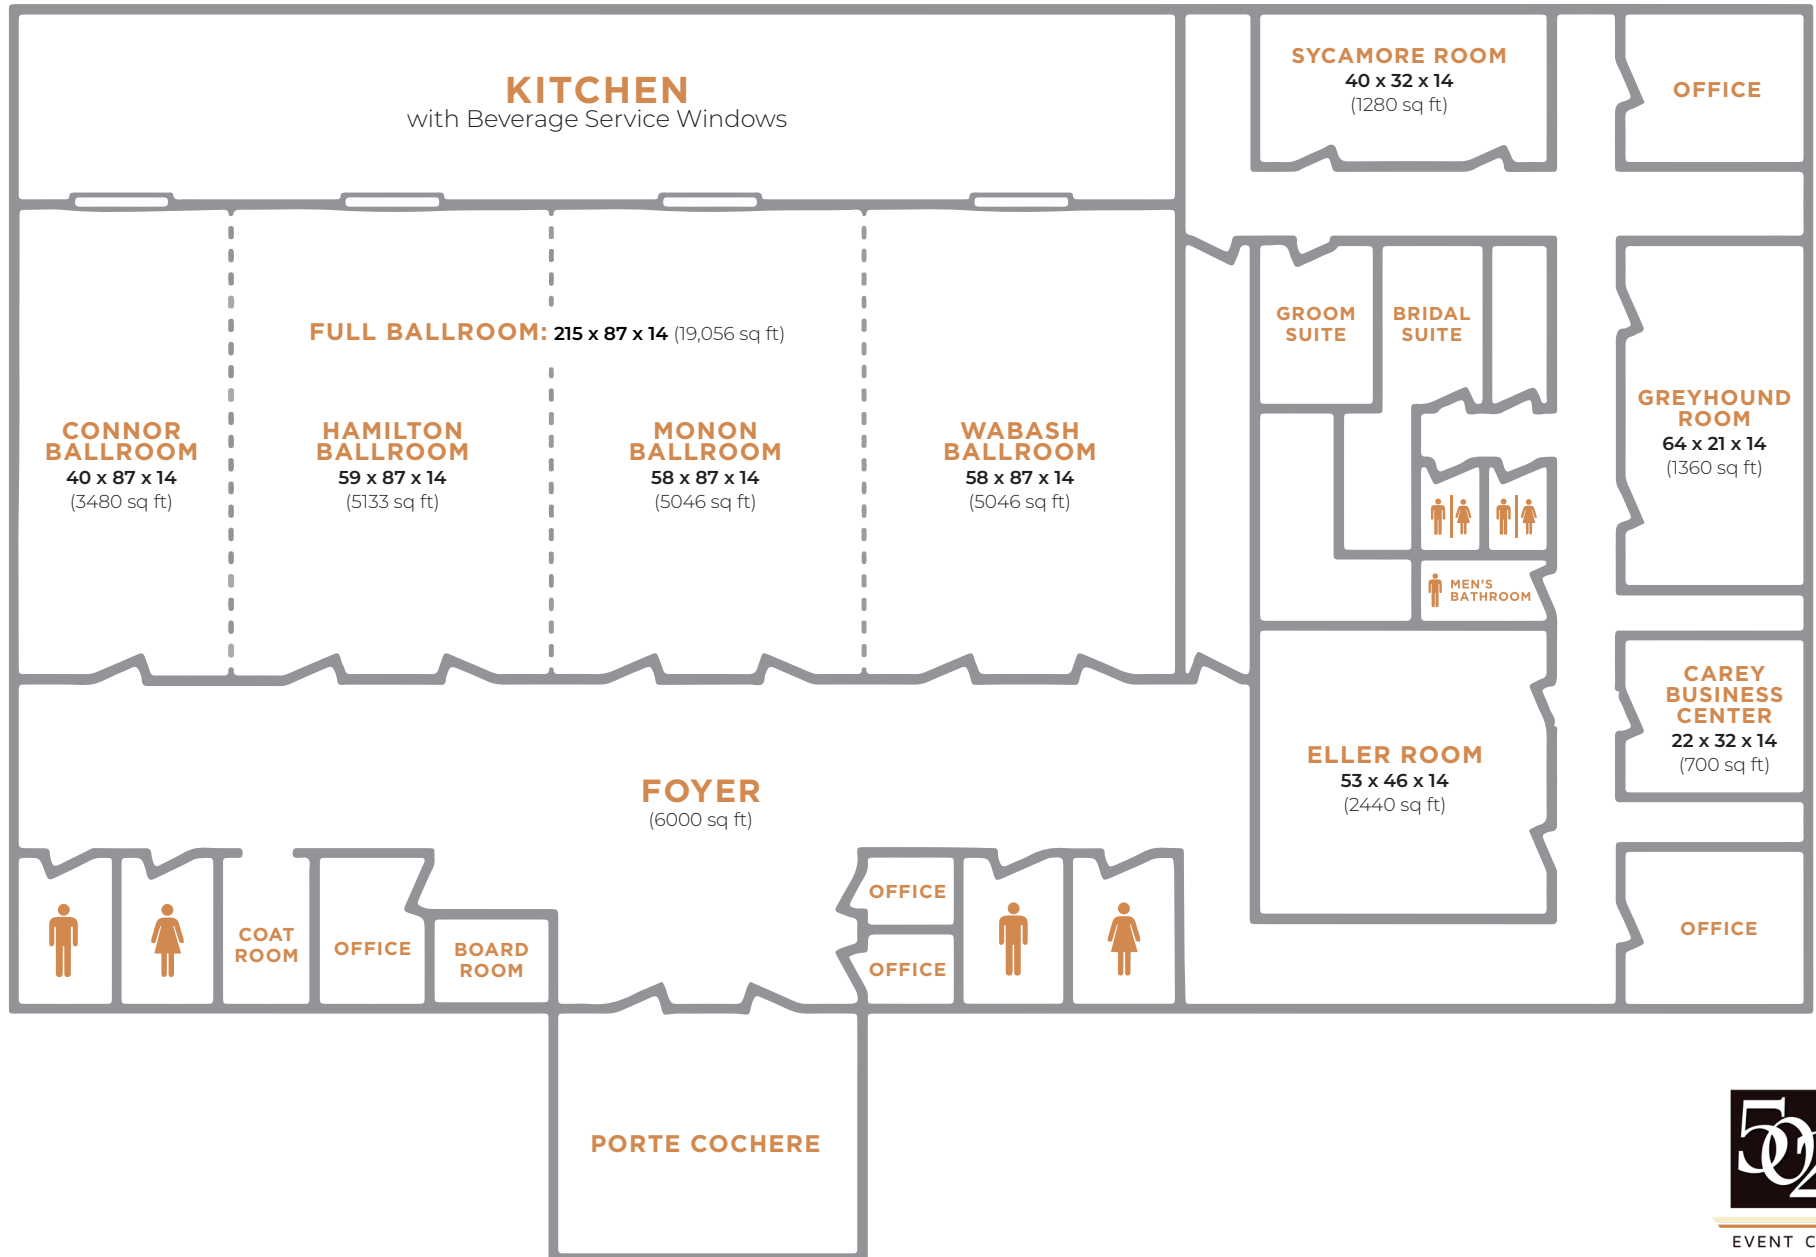 KITCHEN
with Beverage Service Windows
SYCAMORE ROOM
40 x 32 x 14
(1280 sq ft)
OFFICE
FULL BALLROOM: 215 x 87 x 14 (19,056 sq ft)
GROOM
SUITE
BRIDAL
SUITE
CONNOR
BALLROOM
40 x 87 x 14
(3480 sq ft)
HAMILTON
BALLROOM
59 x 87 x 14
(5133 sq ft)
MONON
BALLROOM
58 x 87 x 14
(5046 sq ft)
WABASH
BALLROOM
58 x 87 x 14
(5046 sq ft)
GREYHOUND
ROOM
64 x 21 x 14
(1360 sq ft)
MEN'S
BATHROOM
CAREY
BUSINESS
CENTER
22 x 32 x 14
(700 sq ft)
ELLER ROOM
53 x 46 x 14
(2440 sq ft)
FOYER
(6000 sq ft)
COAT
ROOM
OFFICE
BOARD
ROOM
OFFICE
OFFICE
OFFICE
PORTE COCHERE
502
EVENT C